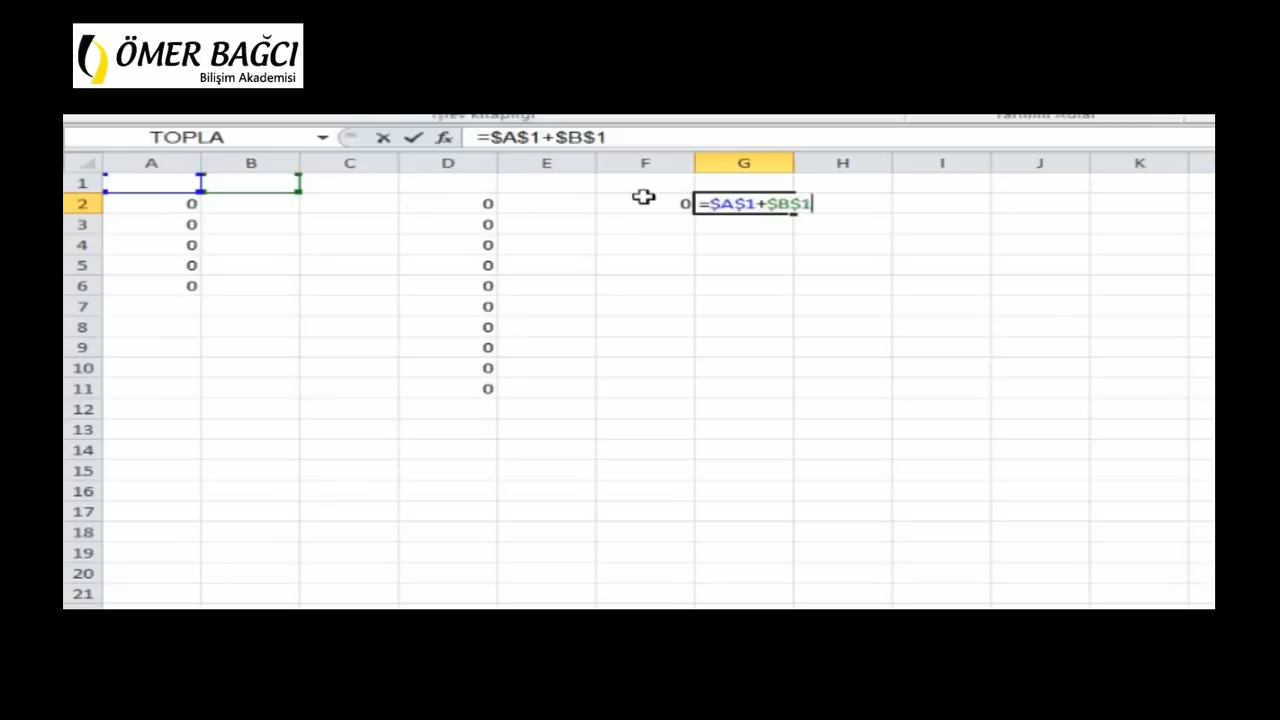 ÖMER BAĞCI
Bilişim Akademisi
TOPLA fx =$A$1+$B$1
A B C D E F G H I J K
1
2 0 0 0 =$A$1+$B$1
3 0 0
4 0 0
5 0 0
6 0 0
7 0
8 0
9 0
10 0
11 0
12
13
14
15
16
17
18
19
20
21